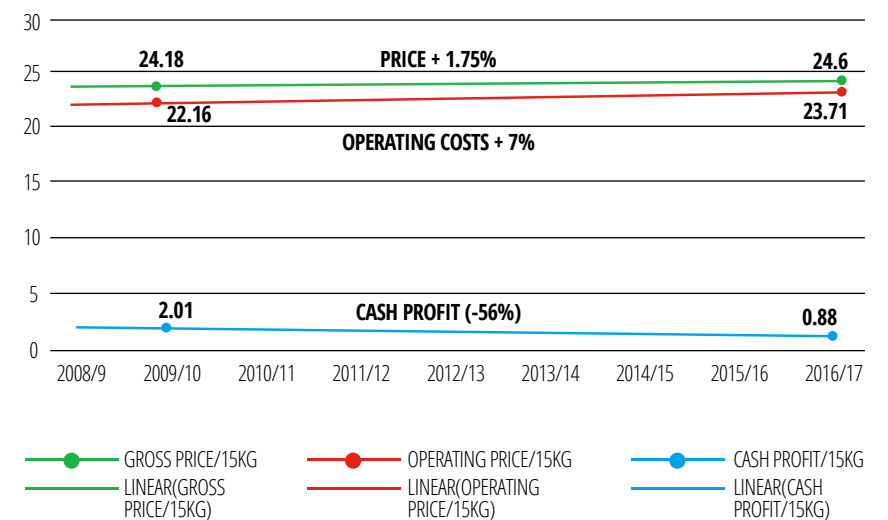 30
24.18
PRICE + 1.75%
24.6
25
22.16
23.71
20
OPERATING COSTS + 7%
15
10
5
2.01
CASH PROFIT (-56%)
0.88
0
2008/9
2009/10
2010/11
2011/12
2012/13
2013/14
2014/15
2015/16
2016/17
GROSS PRICE/15KG
OPERATING PRICE/15KG
CASH PROFIT/15KG
LINEAR(GROSS
PRICE/15KG)
LINEAR(OPERATING
PRICE/15KG)
LINEAR(CASH
PROFIT/15KG)